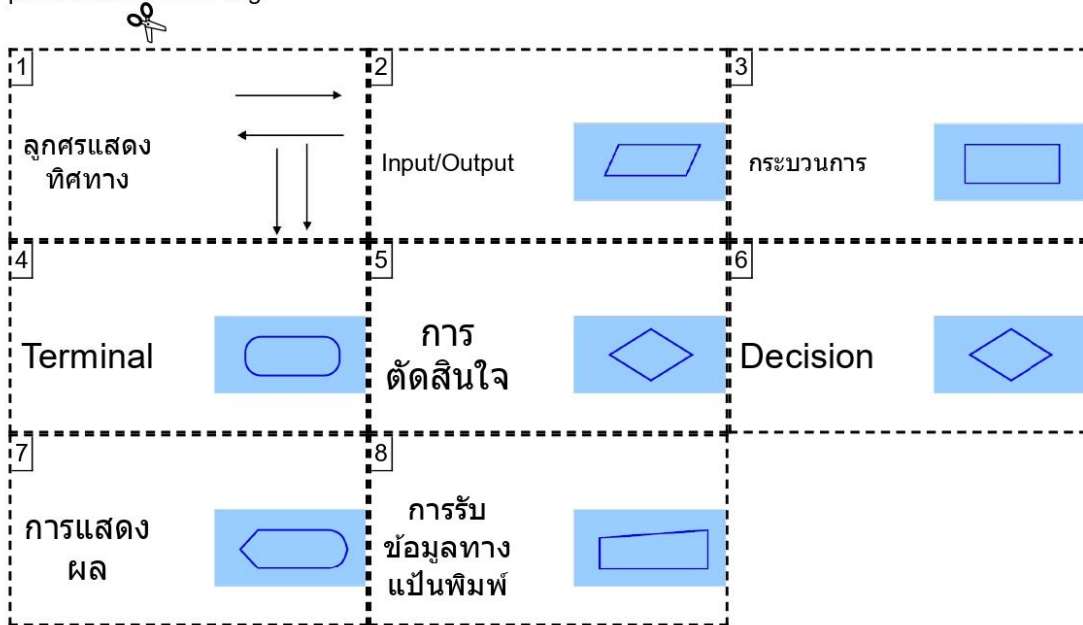 1
ลูกศรแสดง
ทิศทาง
2
Input/Output
3
กระบวนการ
4
Terminal
5
การ
ตัดสินใจ
6
Decision
7
การแสดง
ผล
8
การรับ
ข้อมูลทาง
แป้นพิมพ์